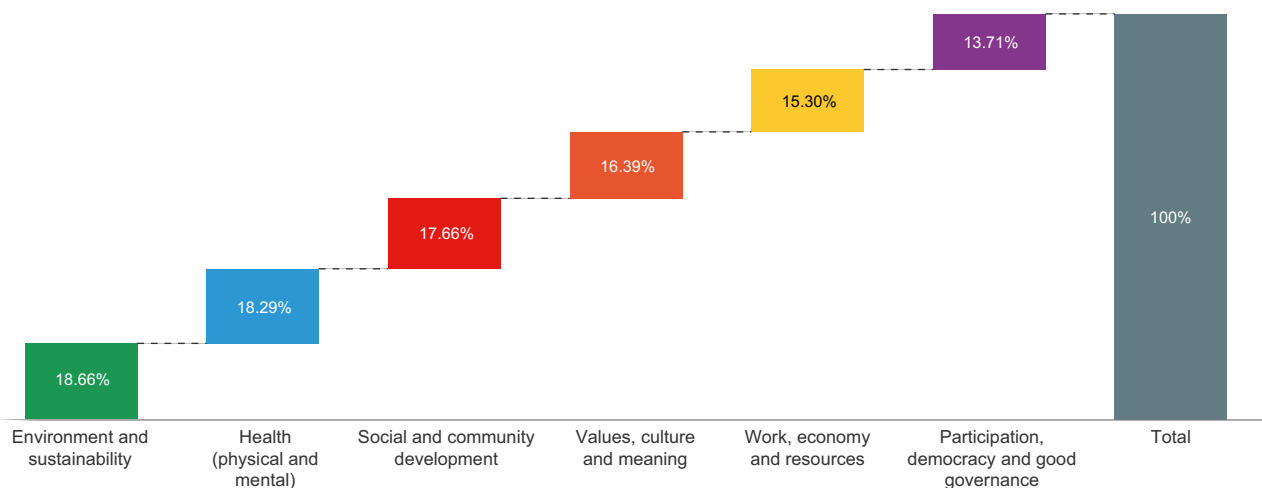 13.71%
15.30%
16.39%
100%
17.66%
18.29%
18.66%
Environment and
sustainability
Health
(physical and
mental)
Social and community
development
Values, culture
and meaning
Work, economy
and resources
Participation,
democracy and good
governance
Total